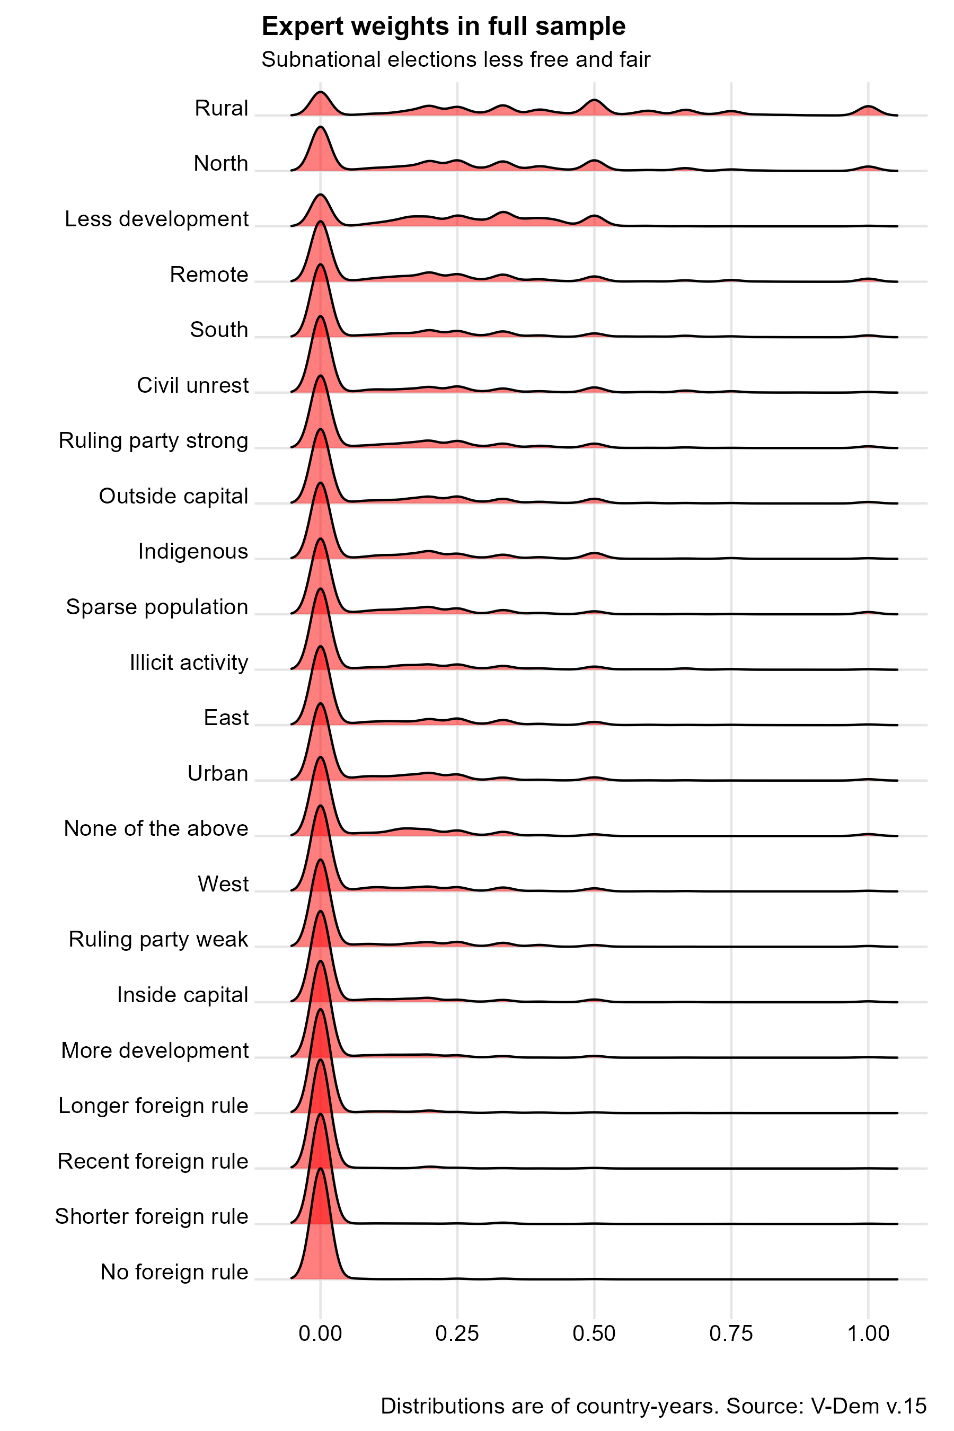 Expert weights in full sample
Subnational elections less free and fair
Rural
North
Less development
Remote
South
Civil unrest
Ruling party strong
Outside capital
Indigenous
Sparse population
Illicit activity
East
Urban
None of the above
West
Ruling party weak
Inside capital
More development
Longer foreign rule
Recent foreign rule
Shorter foreign rule
No foreign rule
0.00 0.25 0.50 0.75 1.00
Distributions are of country-years. Source: V-Dem v.15